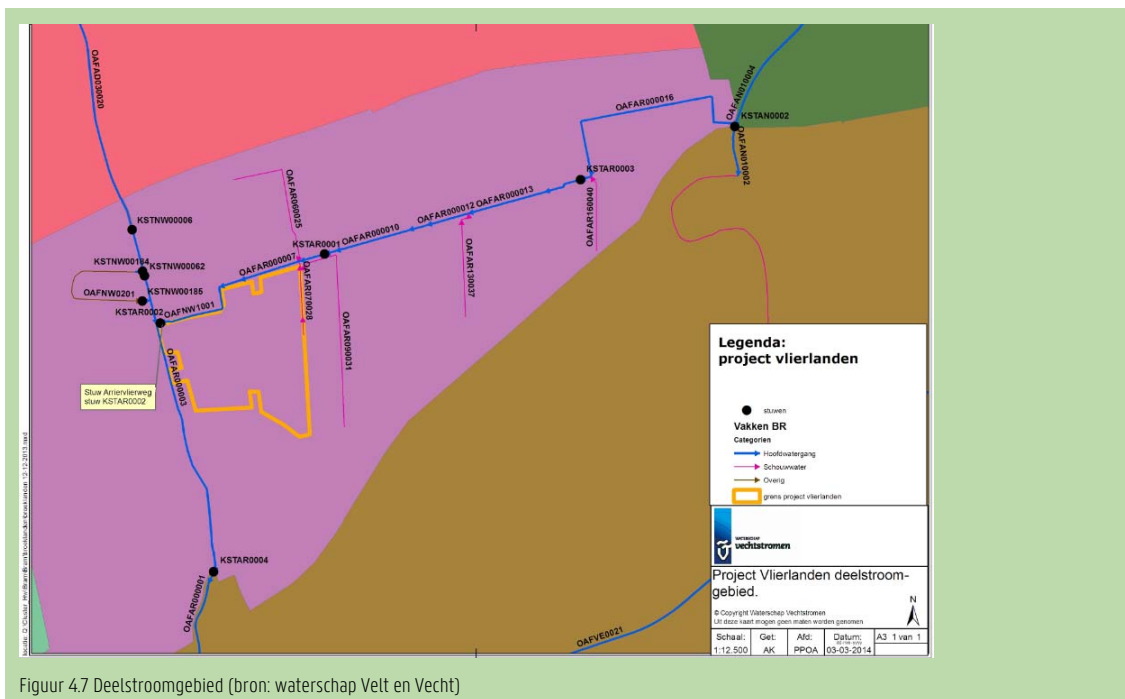 OAFAD030020
OAFAN010004
OAFAR000016
KSTAN0002
OAFAN010002
KSTAR0003
OAFAR160040
OAFAR000013
OAFAR000012
OAFAR060025
OAFAR000010
KSTAR0001
OAFAR130037
KSTNW00006
KSTNW00184
KSTNW00062
OAFAR000007
OAFAR070028
OAFNW0201
KSTNW00185
KSTAR0002
OAFNW1001
OAFAR090031
OAFAR000003
Stuw Arriervlierweg
stuw KSTAR0002
KSTAR0004
OAFAR000001
OAFVE0021
Legenda:
project vlierlanden
stuwen
Vakken BR
Categorien
Hoofdwatergang
Schouwwater
Overig
grens project vlierlanden
WATERSCHAP
vechtstromen
Project Vlierlanden deelstroom-
gebied.
© Copyright Waterschap Vechtstromen
Uit deze kaart mogen geen maten worden genomen
N
Schaal: Get: Afd: Datum: A3 1 van 1
1:12.500 AK PPOA 03-03-2014
Figuur 4.7 Deelstroomgebied (bron: waterschap Velt en Vecht)